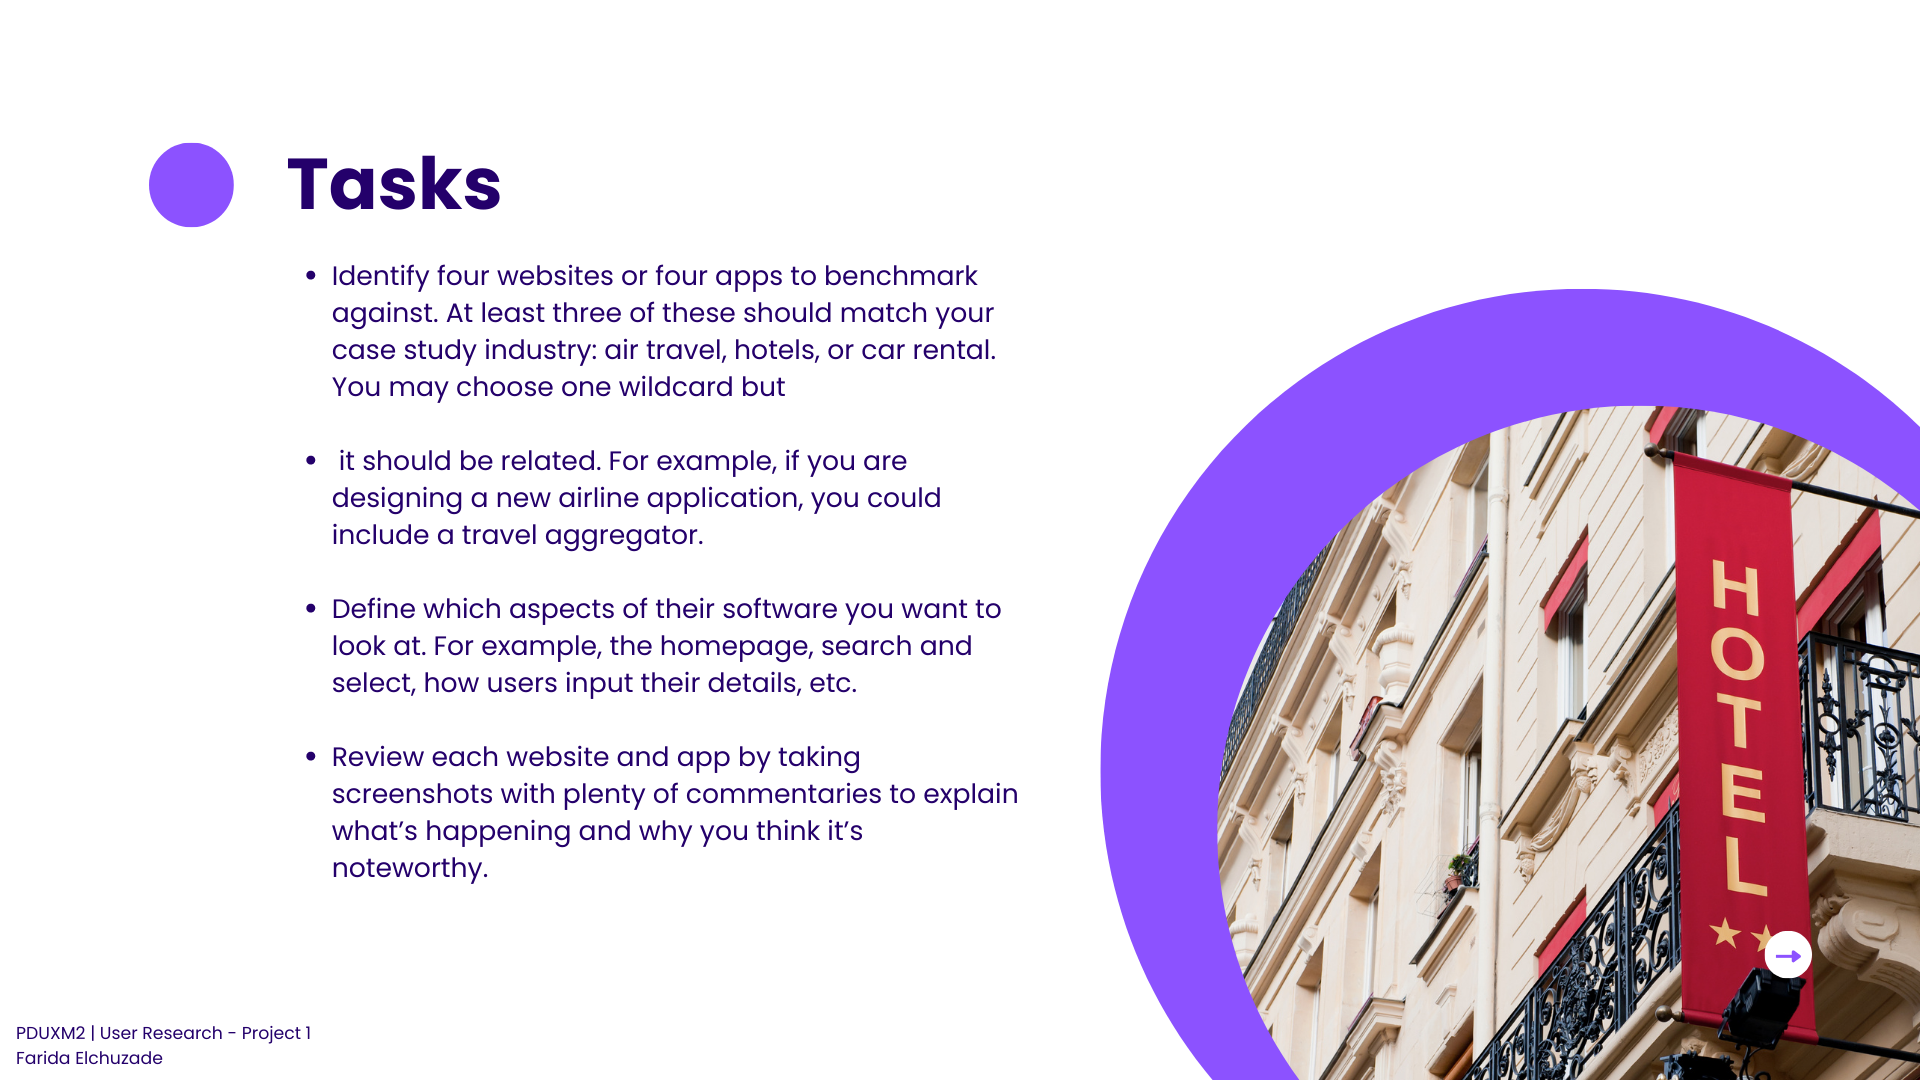 Tasks
• Identify four websites or four apps to benchmark
against. At least three of these should match your
case study industry: air travel, hotels, or car rental.
You may choose one wildcard but
• it should be related. For example, if you are
designing a new airline application, you could
include a travel aggregator.
• Define which aspects of their software you want to
look at. For example, the homepage, search and
select, how users input their details, etc.
• Review each website and app by taking
screenshots with plenty of commentaries to explain
what’s happening and why you think it’s
noteworthy.
HOTEL
PDUXM2 | User Research - Project 1
Farida Elchuzade